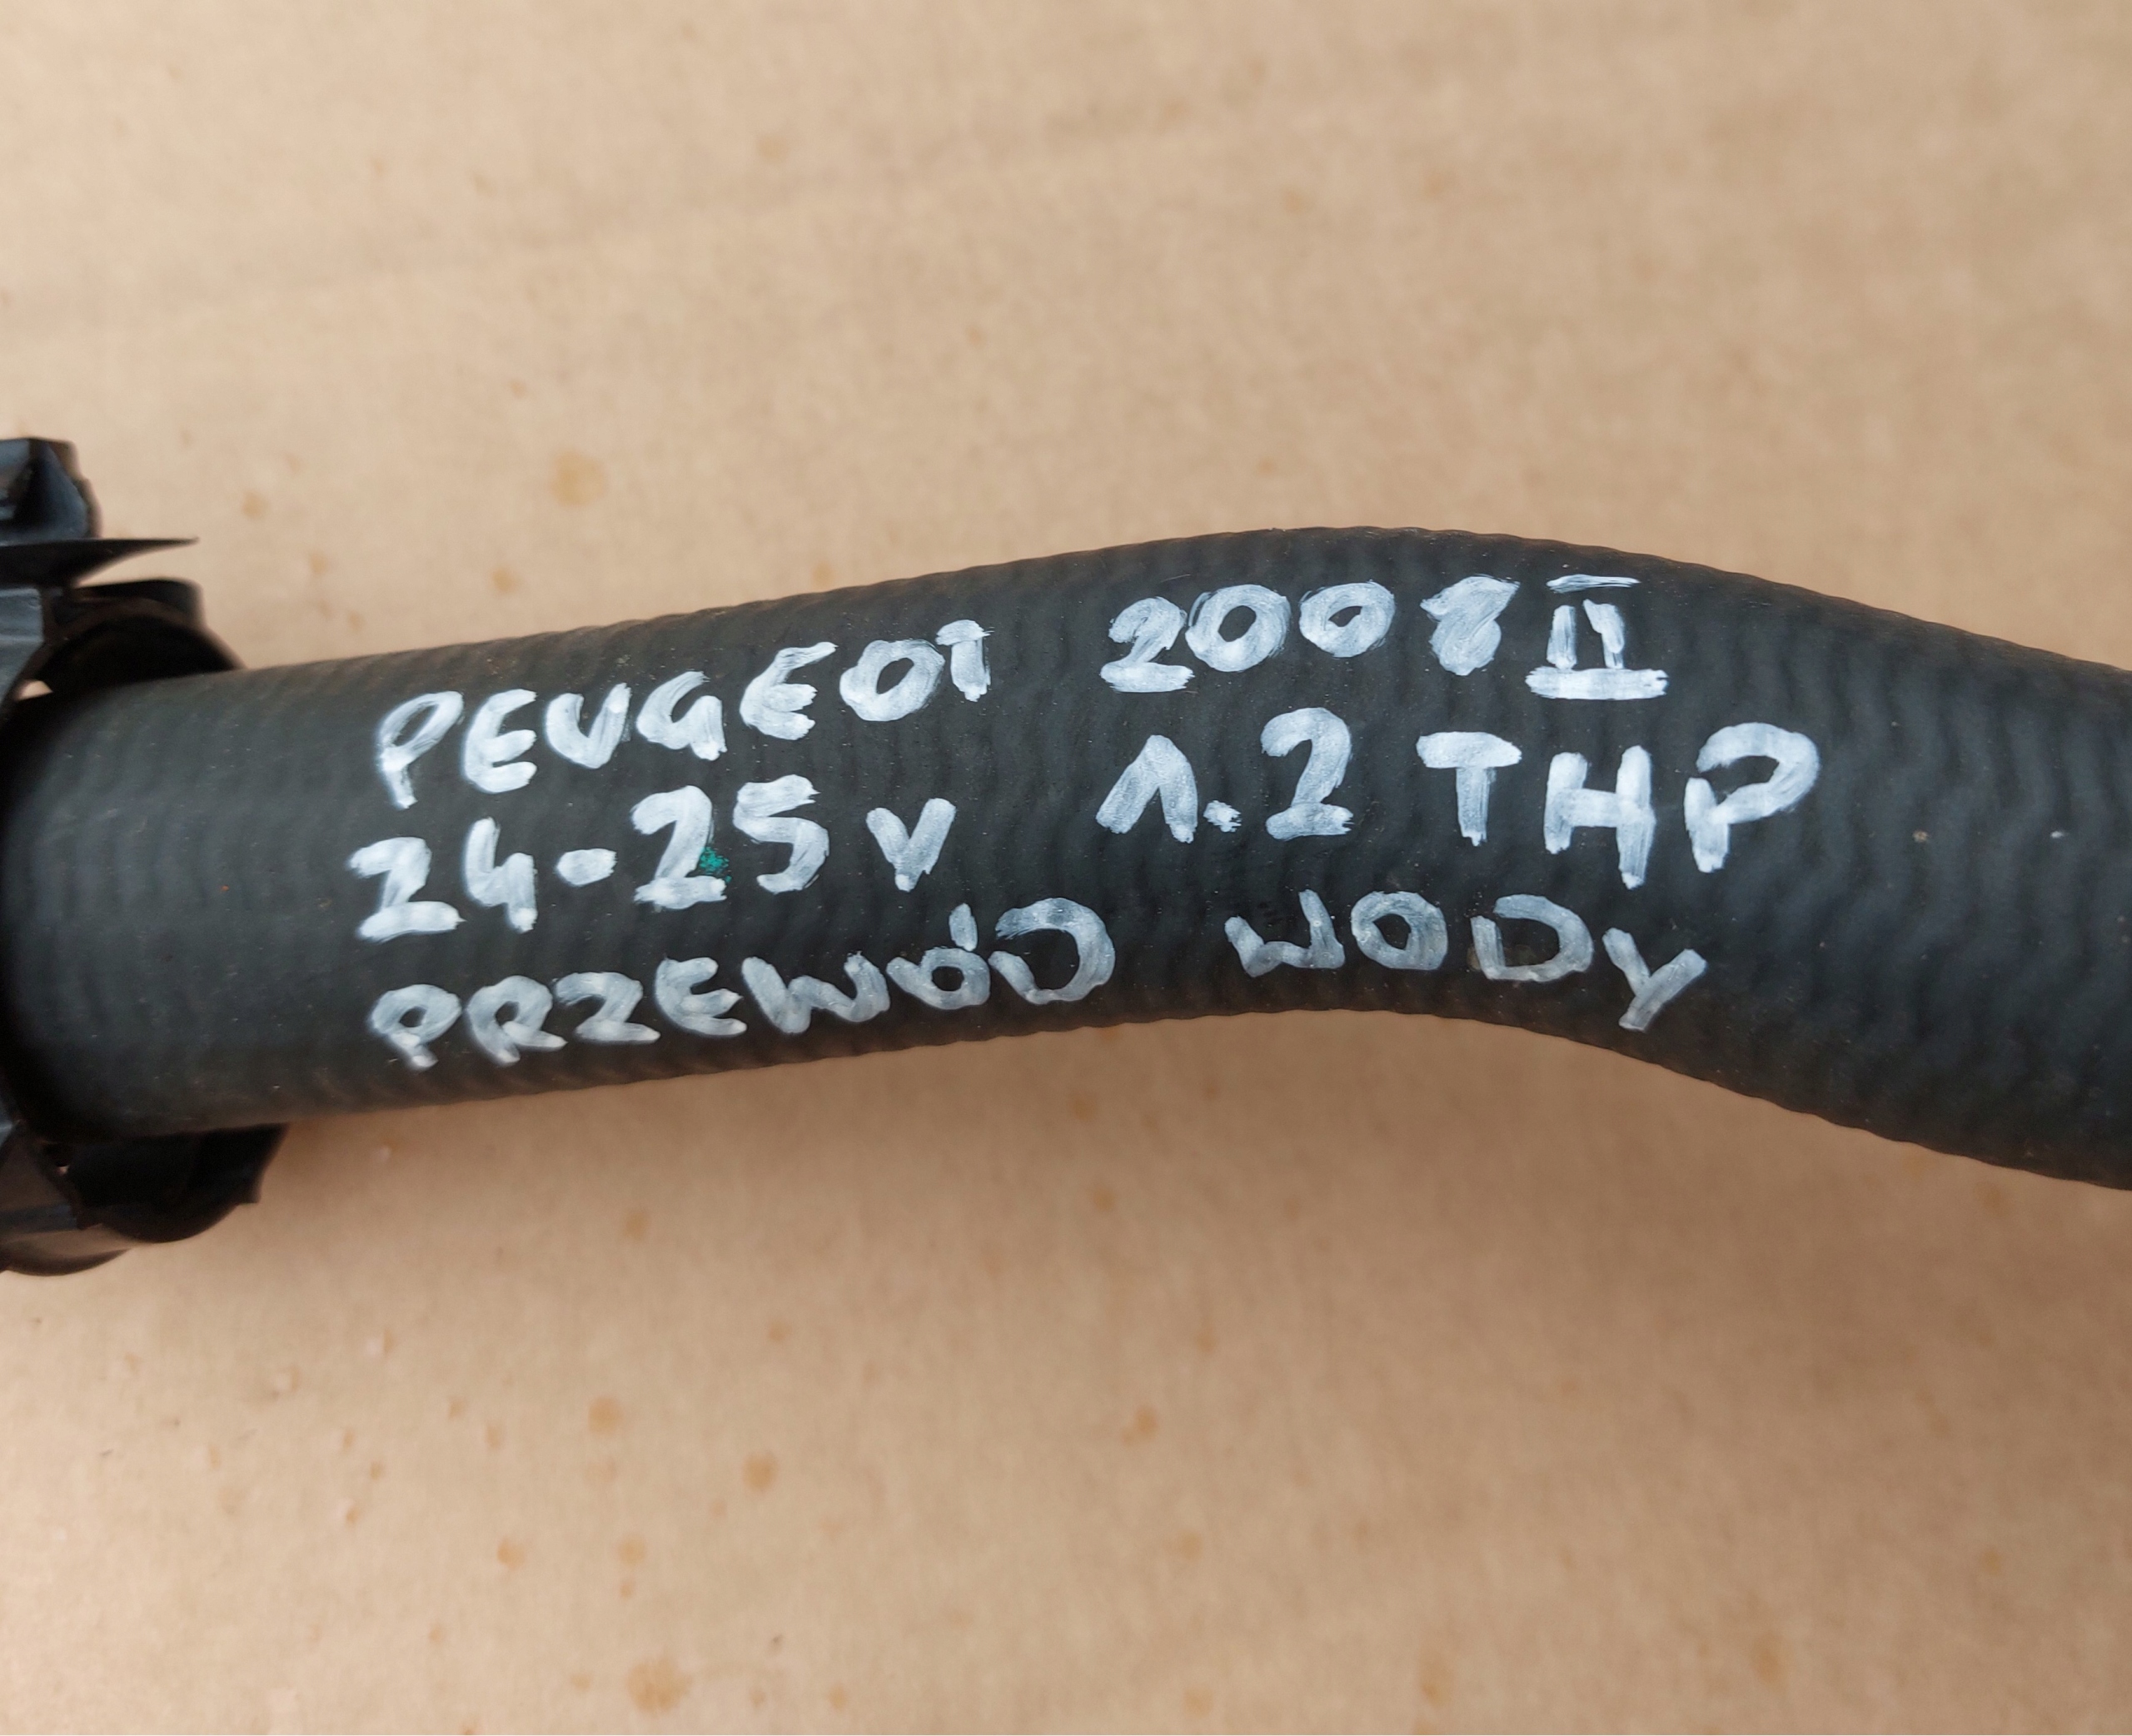 PEUGEOT 2008 II
24-25 V 1.2 THP
PRZEWÓD WODY